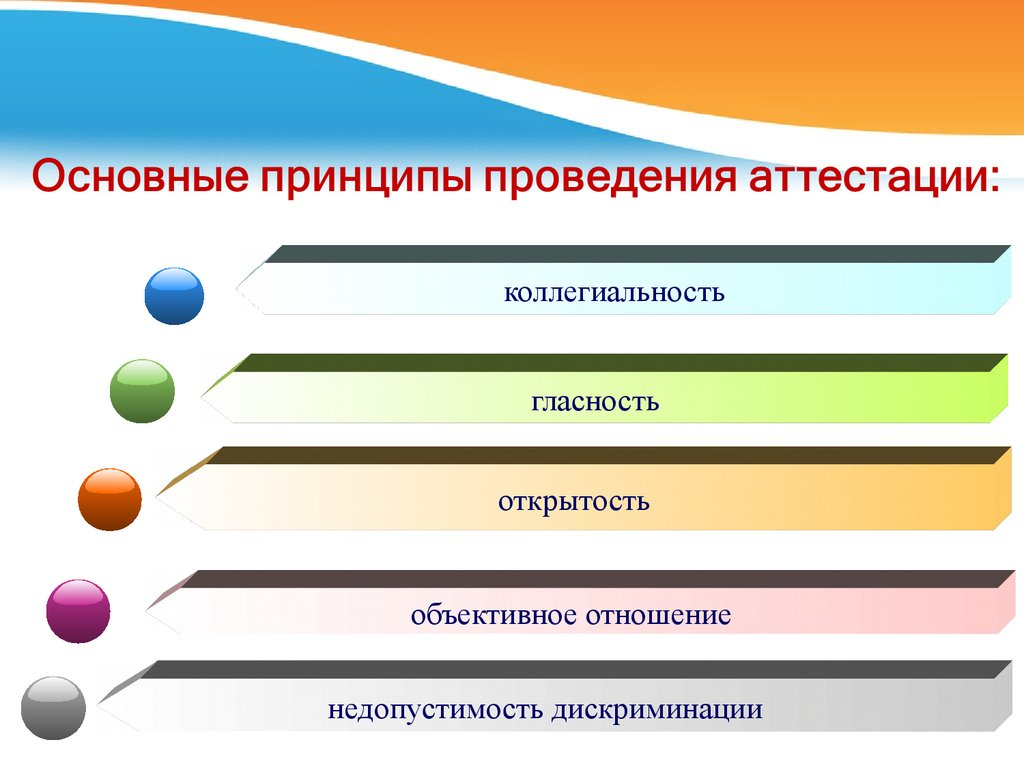 Основные принципы проведения аттестации:
коллегиальность
гласность
открытость
объективное отношение
недопустимость дискриминации